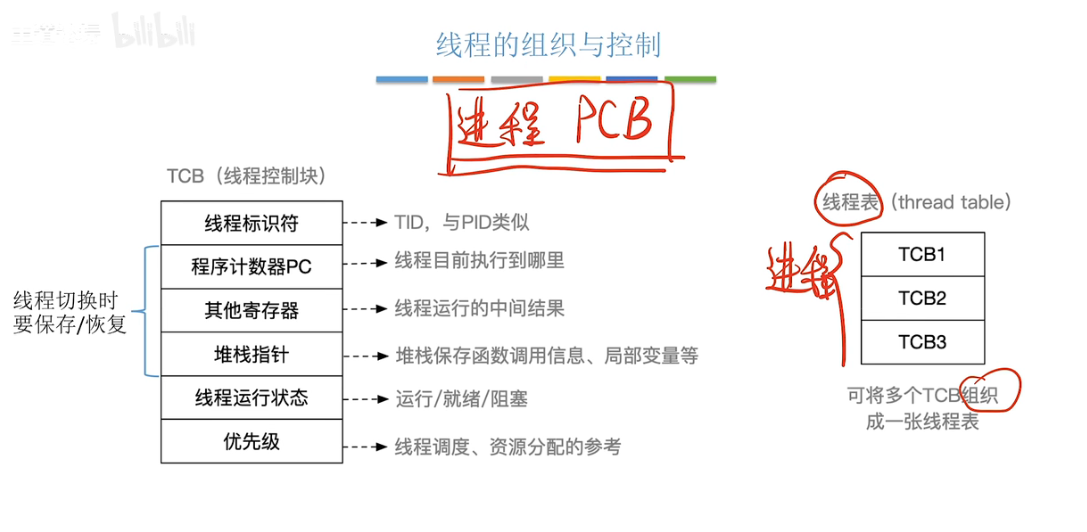 bilibili
线程的组织与控制
进程 PCB
TCB（线程控制块）
线程标识符
TID，与PID类似
程序计数器PC
线程目前执行到哪里
其他寄存器
线程运行的中间结果
堆栈指针
堆栈保存函数调用信息、局部变量等
线程运行状态
运行/就绪/阻塞
优先级
线程调度、资源分配的参考
线程切换时
要保存/恢复
线程表（thread table）
进程
TCB1
TCB2
TCB3
可将多个TCB组织
成一张线程表